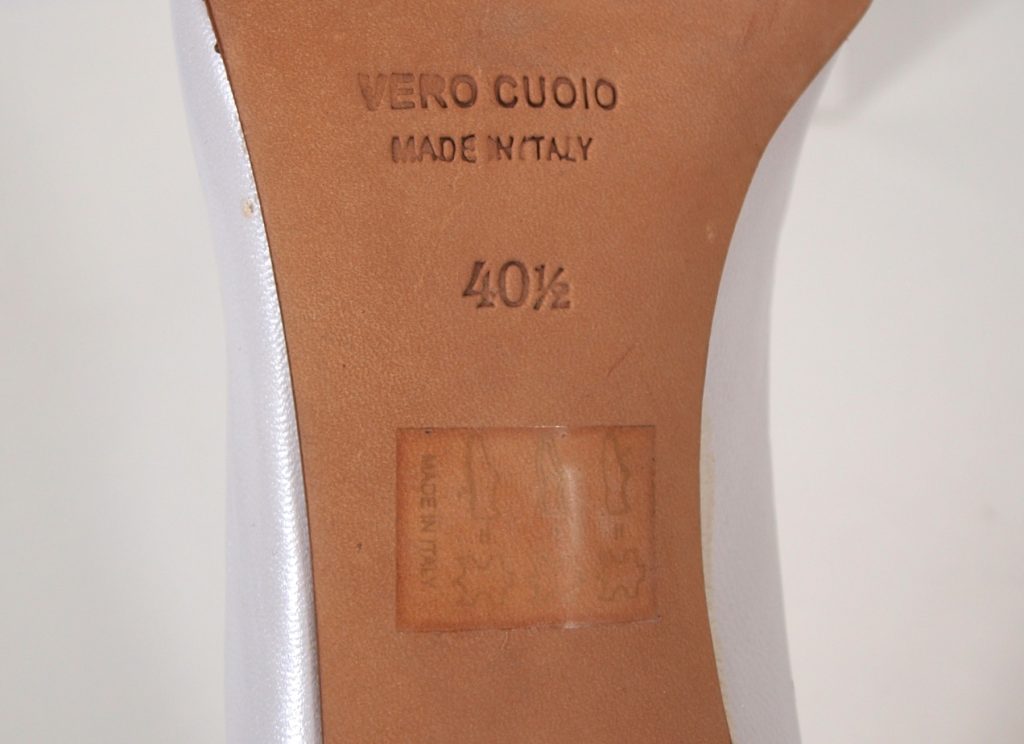 VERO CUOIO
MADE IN ITALY
40½
MADE IN ITALY
=
=